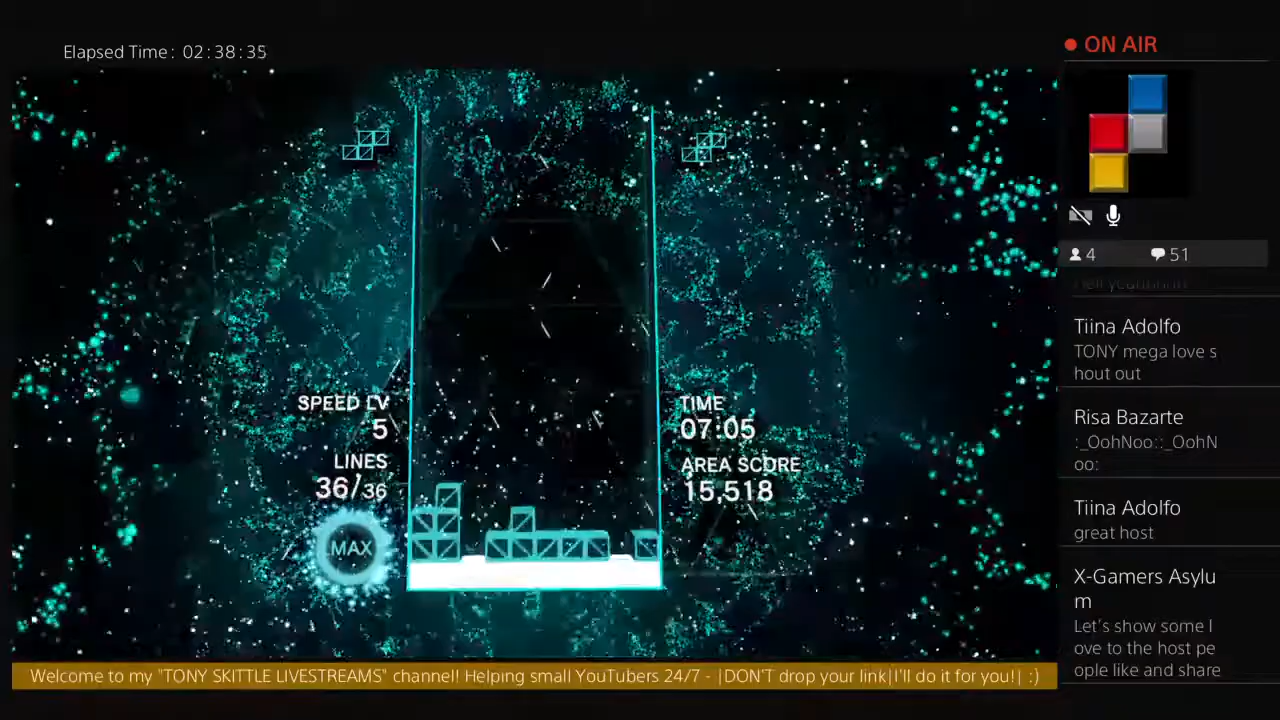 Elapsed Time: 02:38:35
ON AIR
4
51
SPEED LV
5
LINES
36/36
MAX
TIME
07:05
AREA SCORE
15,518
Tiina Adolfo
TONY mega love s
hout out
Risa Bazarte
:_OohNoo::_OohN
oo:
Tiina Adolfo
great host
X-Gamers Asylu
m
Let's show some l
ove to the host pe
ople like and share
Welcome to my "TONY SKITTLE LIVESTREAMS" channel! Helping small YouTubers 24/7 - |DON'T drop your link|I'll do it for you!| :)